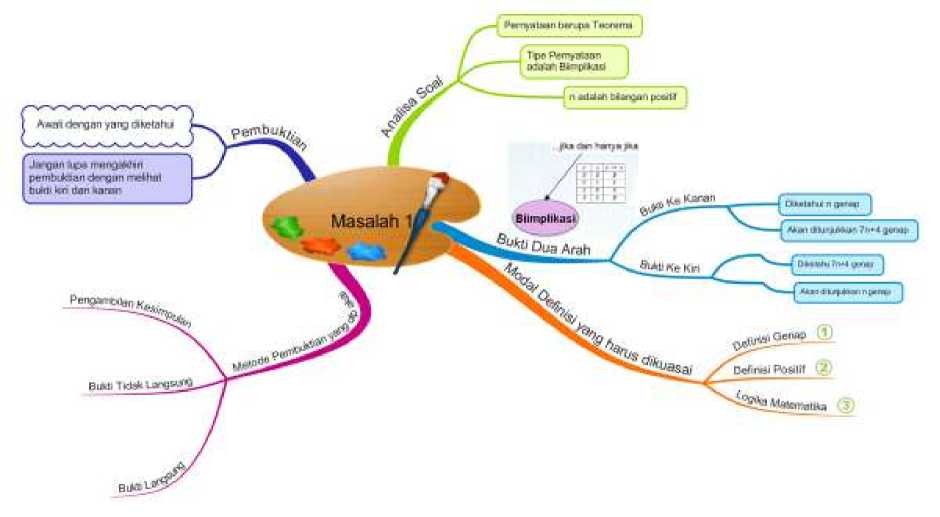 Pernyataan berupa Teorema
Tipe Pernyataan
adalah Biimplikasi
n adalah bilangan positif
Analisa Soal
Awali dengan yang diketahui
Pembuktian
Jangan lupa mengakhiri
pembuktian dengan melihat
bukti kiri dan kanan
...jika dan hanya jika
Biimplikasi
Masalah 1
Bukti Dua Arah
Bukti Ke Kanan
Diketahui n genap
Akan ditunjukkan 7n+4 genap
Bukti Ke Kiri
Diketahu 7n+4 genap
Akan ditunjukkan n genap
Modal Definisi yang harus dikuasai
Definisi Genap 1
Definisi Positif 2
Logika Matematika 3
Metode Pembuktian yang
Pengambilan Kesimpulan
Bukti Tidak Langsung
Bukti Langsung